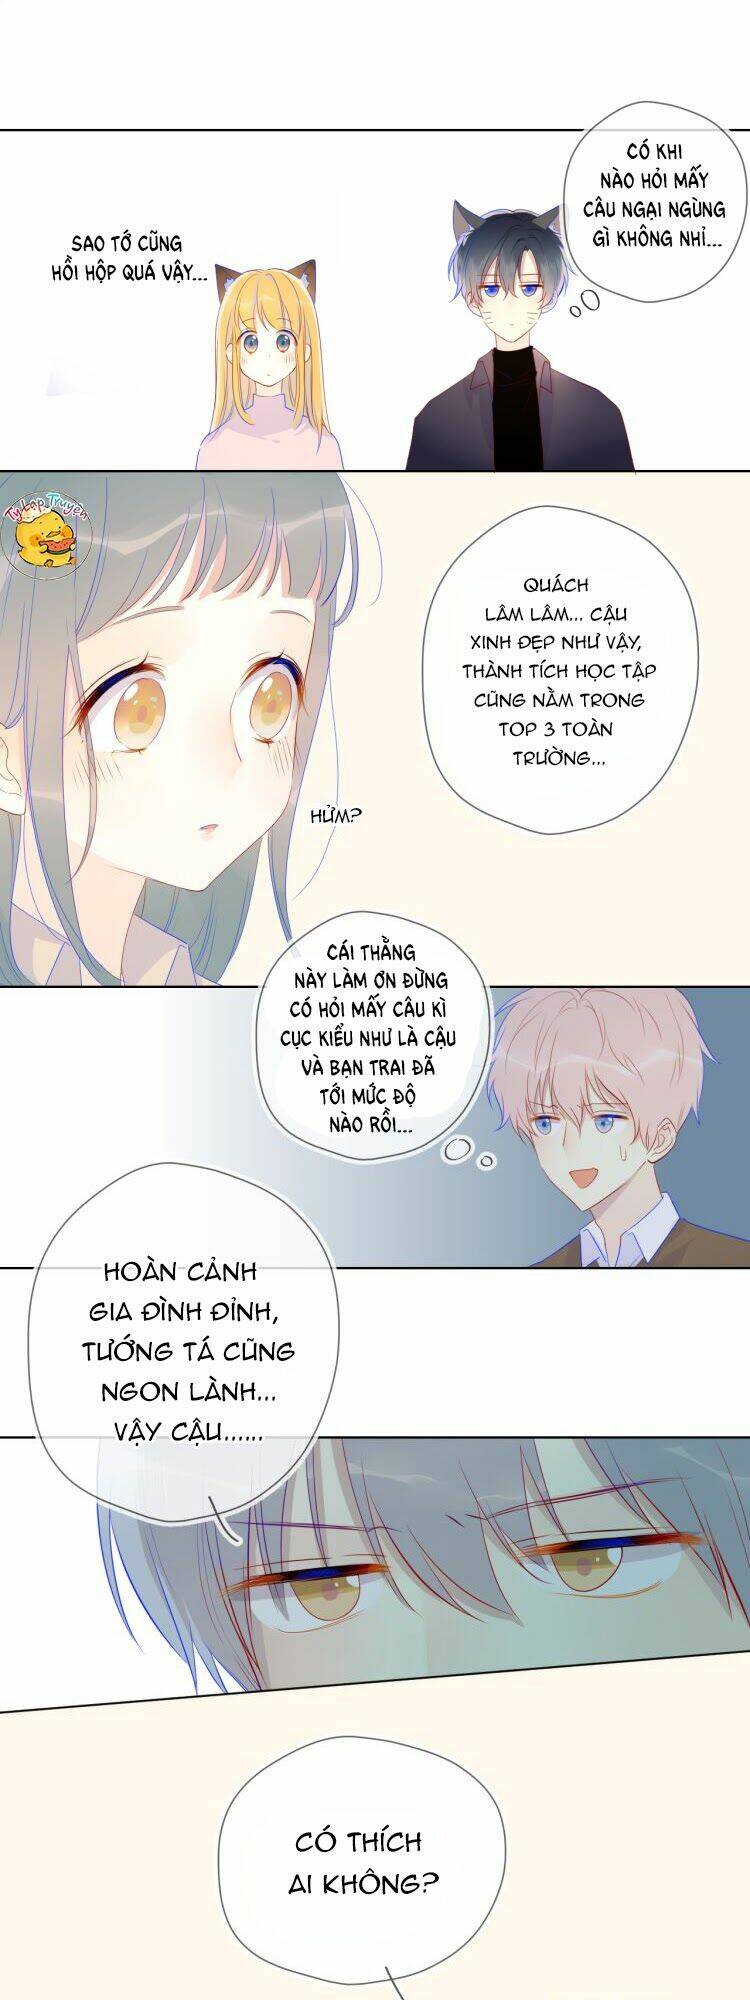 CÓ KHI
NÀO HỎI MẤY
CÂU NGẠI NGÙNG
GÌ KHÔNG NHỈ...
SAO TỚ CŨNG
HỒI HỘP QUÁ VẬY...
Ty Lap Truyện
QUÁCH
LÂM LÂM... CẬU
XINH ĐẸP NHƯ VẬY,
THÀNH TÍCH HỌC TẬP
CŨNG NẰM TRONG
TOP 3 TOÀN
TRƯỜNG...
HỬM?
CÁI THẰNG
NÀY LÀM ƠN ĐỪNG
CÓ HỎI MẤY CÂU KÌ
CỤC KIỂU NHƯ LÀ CẬU
VÀ BẠN TRAI ĐÃ
TỚI MỨC ĐỘ
NÀO RỒI...
HOÀN CẢNH
GIA ĐÌNH ĐỈNH,
TƯỚNG TÁ CŨNG
NGON LÀNH...
VẬY CẬU......
CÓ THÍCH
AI KHÔNG?